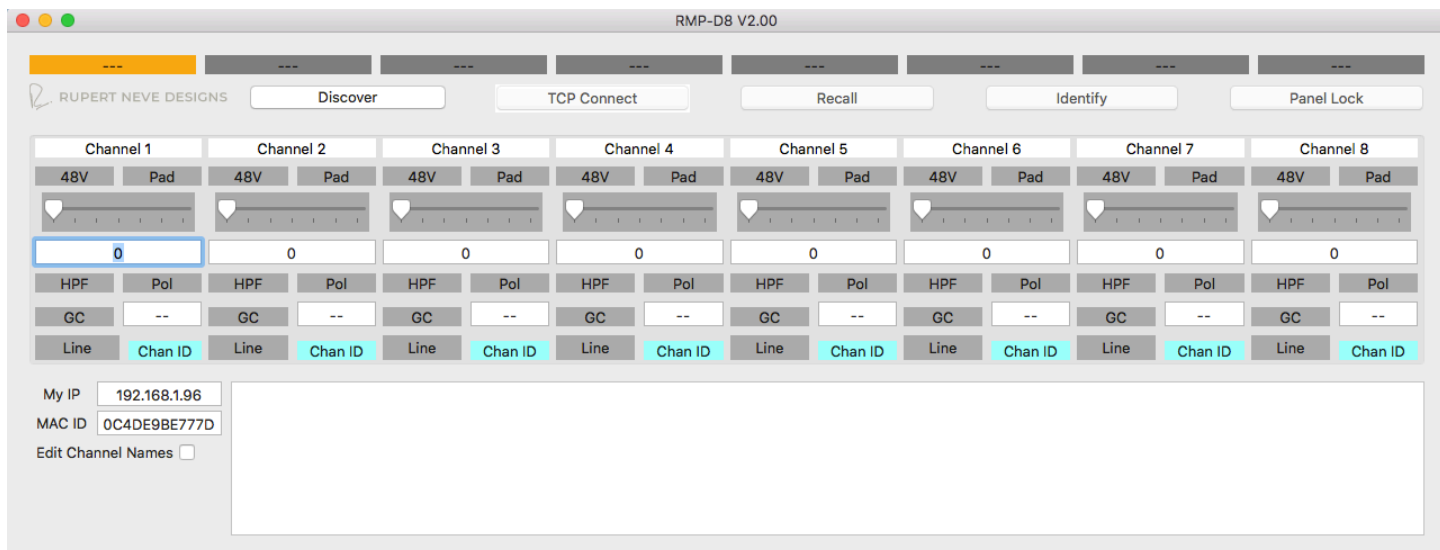 RMP-D8 V2.00
--- --- --- --- --- --- --- ---
RUPERT NEVE DESIGNS Discover TCP Connect Recall Identify Panel Lock
Channel 1 Channel 2 Channel 3 Channel 4 Channel 5 Channel 6 Channel 7 Channel 8
48V Pad 48V Pad 48V Pad 48V Pad 48V Pad 48V Pad 48V Pad 48V Pad
0 0 0 0 0 0 0 0
HPF Pol HPF Pol HPF Pol HPF Pol HPF Pol HPF Pol HPF Pol HPF Pol
GC -- GC -- GC -- GC -- GC -- GC -- GC -- GC --
Line Chan ID Line Chan ID Line Chan ID Line Chan ID Line Chan ID Line Chan ID Line Chan ID Line Chan ID
My IP 192.168.1.96
MAC ID 0C4DE9BE777D
Edit Channel Names